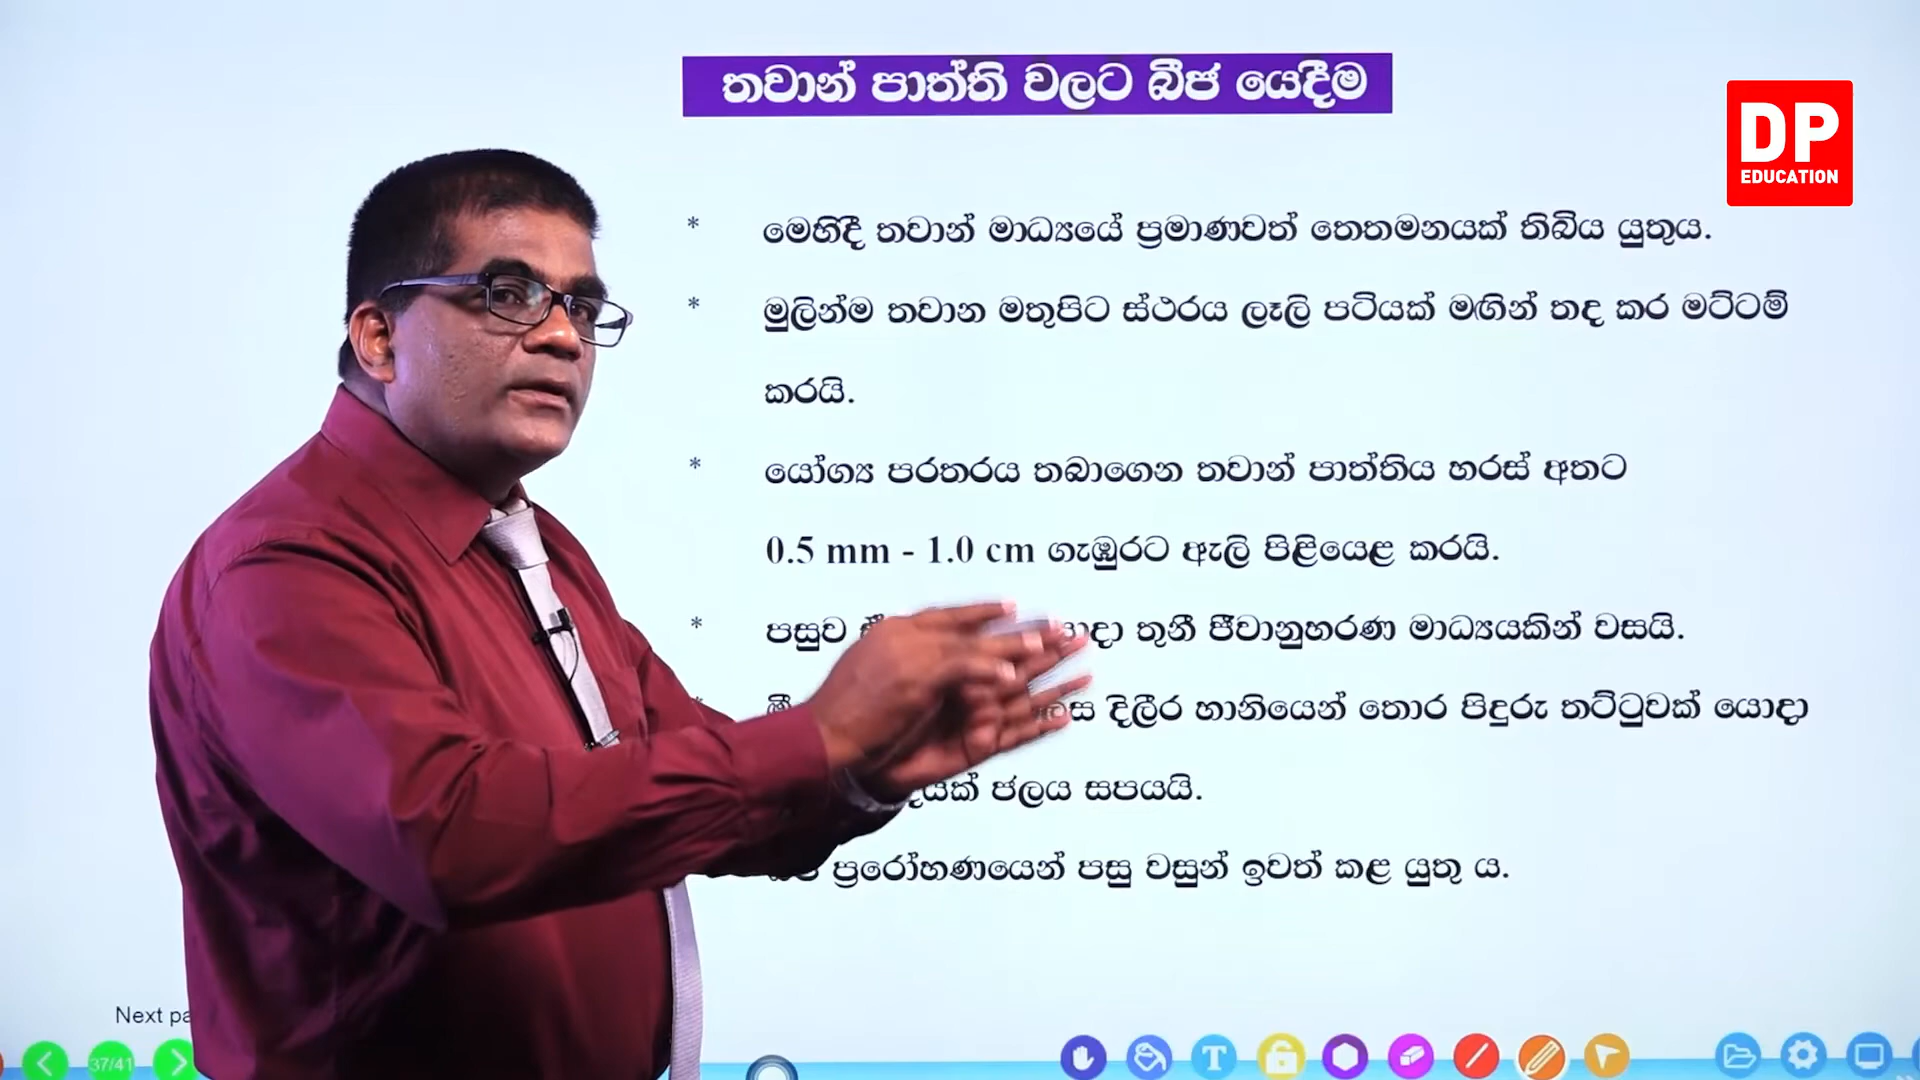 තවාන් පාත්ති වලට බීජ යෙදීම
DP
EDUCATION
* මෙහිදී තවාන් මාධ්‍යයේ ප්‍රමාණවත් තෙතමනයක් තිබිය යුතුය.
* මුලින්ම තවාන මතුපිට ස්ථරය ලෑලි පටියක් මඟින් තද කර මට්ටම්
කරයි.
* යෝග්‍ය පරතරය තබාගෙන තවාන් පාත්තිය හරස් අතට
0.5 mm - 1.0 cm ගැඹුරට ඇලි පිළියෙළ කරයි.
* පසුව තුනී ජීවානුහරණ මාධ්‍යයකින් වසයි.
දිලීර හානියෙන් තොර පිදුරු තට්ටුවක් යොදා
ජලය සපයයි.
ප්‍රරෝහණයෙන් පසු වසුන් ඉවත් කළ යුතු ය.
Next
37/41
T